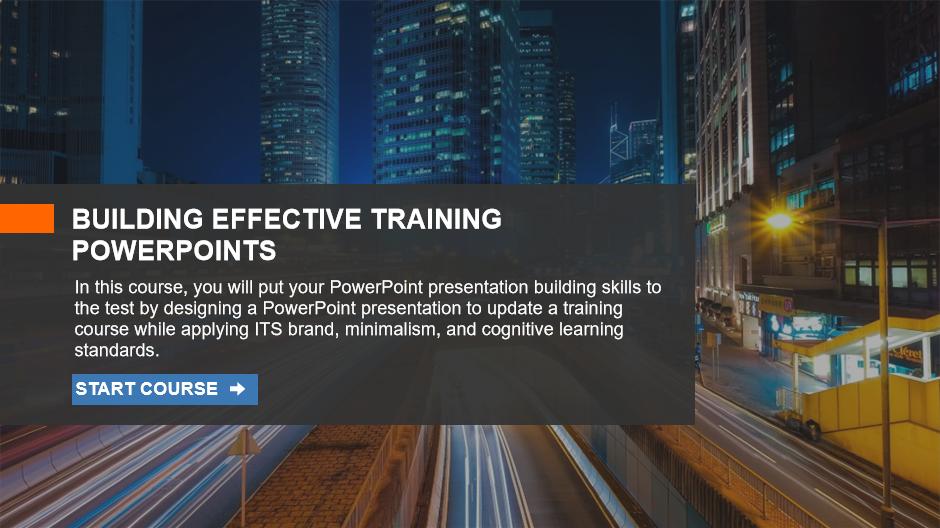 BUILDING EFFECTIVE TRAINING
POWERPOINTS
In this course, you will put your PowerPoint presentation building skills to
the test by designing a PowerPoint presentation to update a training
course while applying ITS brand, minimalism, and cognitive learning
standards.
START COURSE